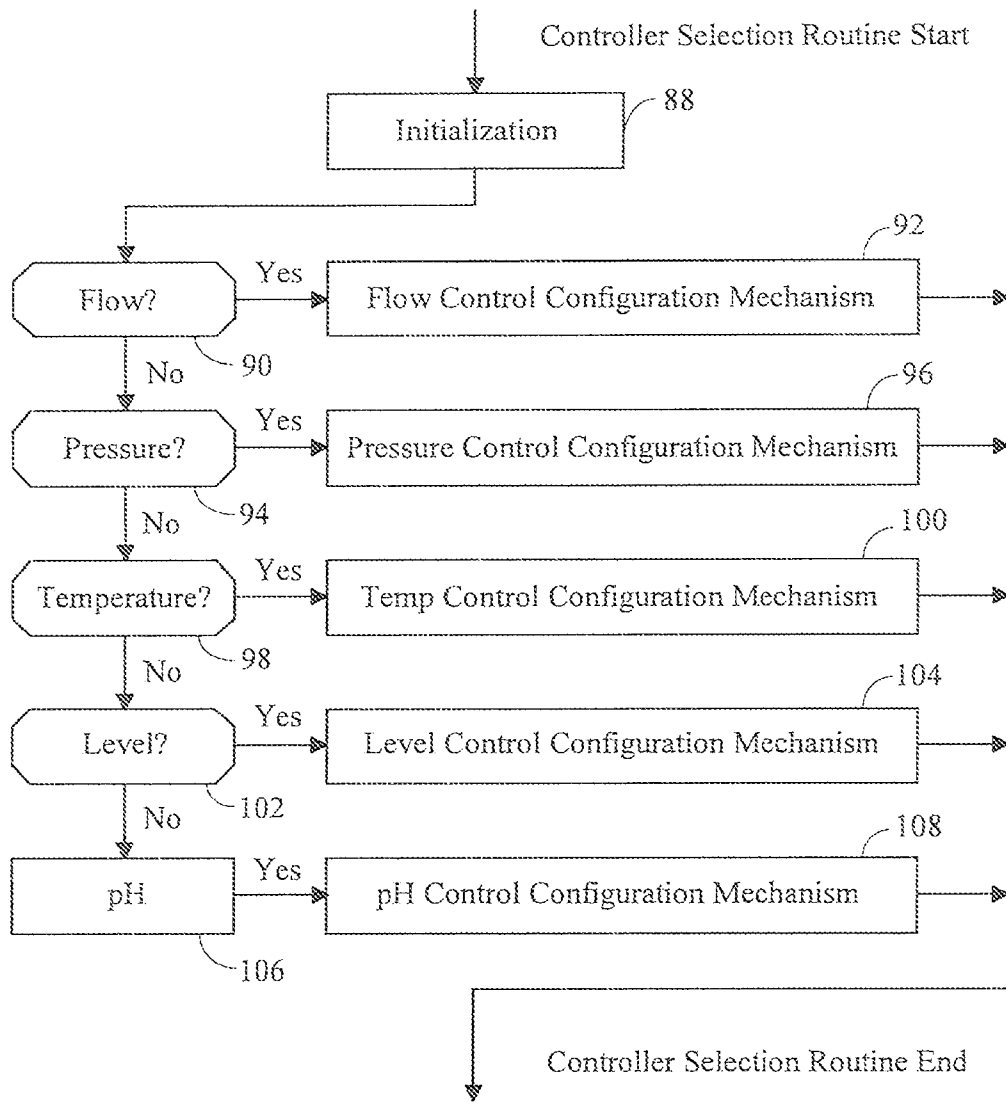 Controller Selection Routine Start
88
Initialization
92
Flow?
Yes
Flow Control Configuration Mechanism
90
No
96
Pressure?
Yes
Pressure Control Configuration Mechanism
94
No
100
Temperature?
Yes
Temp Control Configuration Mechanism
98
No
104
Level?
Yes
Level Control Configuration Mechanism
102
No
108
pH
Yes
pH Control Configuration Mechanism
106
Controller Selection Routine End